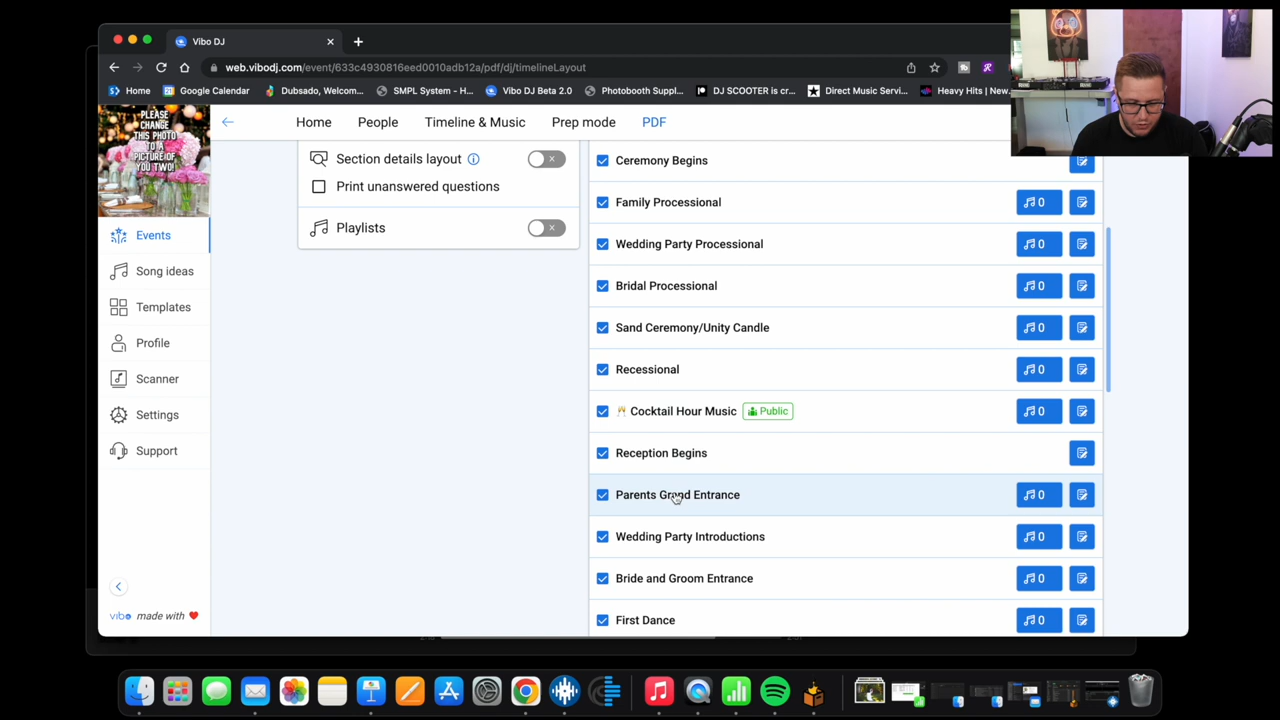 Vibo DJ
web.vibodj.com/event/633c4930816eed0010adb12a/pdf/dj/timelineLayout
Home
Google Calendar
Dubsado, Welcont...
SMPL System - H...
Vibo DJ Beta 2.0
Photobooth Suppl...
DJ SCOOTER is cr...
Direct Music Servi...
Heavy Hits | New...
PLEASE
CHANGE
THIS PHOTO
TO A
PICTURE OF
YOU TWO!
Home
People
Timeline & Music
Prep mode
PDF
Events
Song ideas
Templates
Profile
Scanner
Settings
Support
vibo made with
Section details layout
Print unanswered questions
Playlists
Ceremony Begins
Family Processional 0
Wedding Party Processional 0
Bridal Processional 0
Sand Ceremony/Unity Candle 0
Recessional 0
🥂 Cocktail Hour Music Public 0
Reception Begins
Parents Grand Entrance 0
Wedding Party Introductions 0
Bride and Groom Entrance 0
First Dance 0